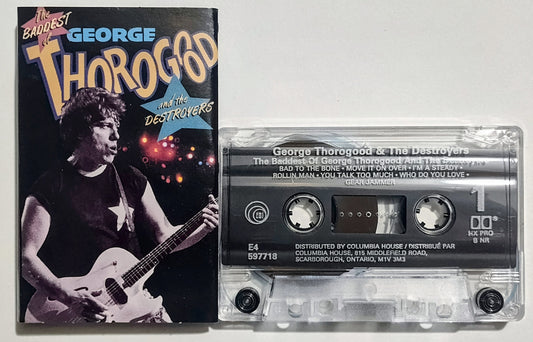 The
BADDEST
of
GEORGE
THOROGOOD
and the
DESTROYERS
George Thorogood & The Destroyers
The Baddest Of George Thorogood And The Destroyers
BAD TO THE BONE • MOVE IT ON OVER • I'M A STEADY •
ROLLIN MAN • YOU TALK TOO MUCH • WHO DO YOU LOVE •
GEAR JAMMER
1
EMI
HX PRO
B NR
E4
597718
DISTRIBUTED BY COLUMBIA HOUSE / DISTRIBUÉ PAR
COLUMBIA HOUSE, 815 MIDDLEFIELD ROAD,
SCARBOROUGH, ONTARIO, M1V 3M3